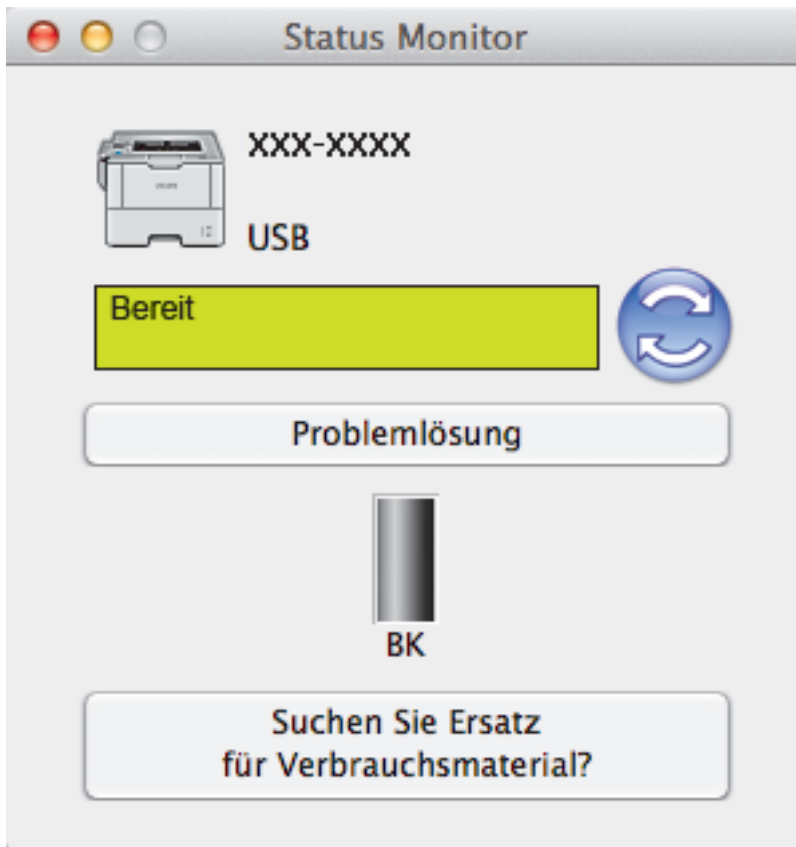 Status Monitor
XXX-XXXX
USB
Bereit
Problemlösung
BK
Suchen Sie Ersatz
für Verbrauchsmaterial?